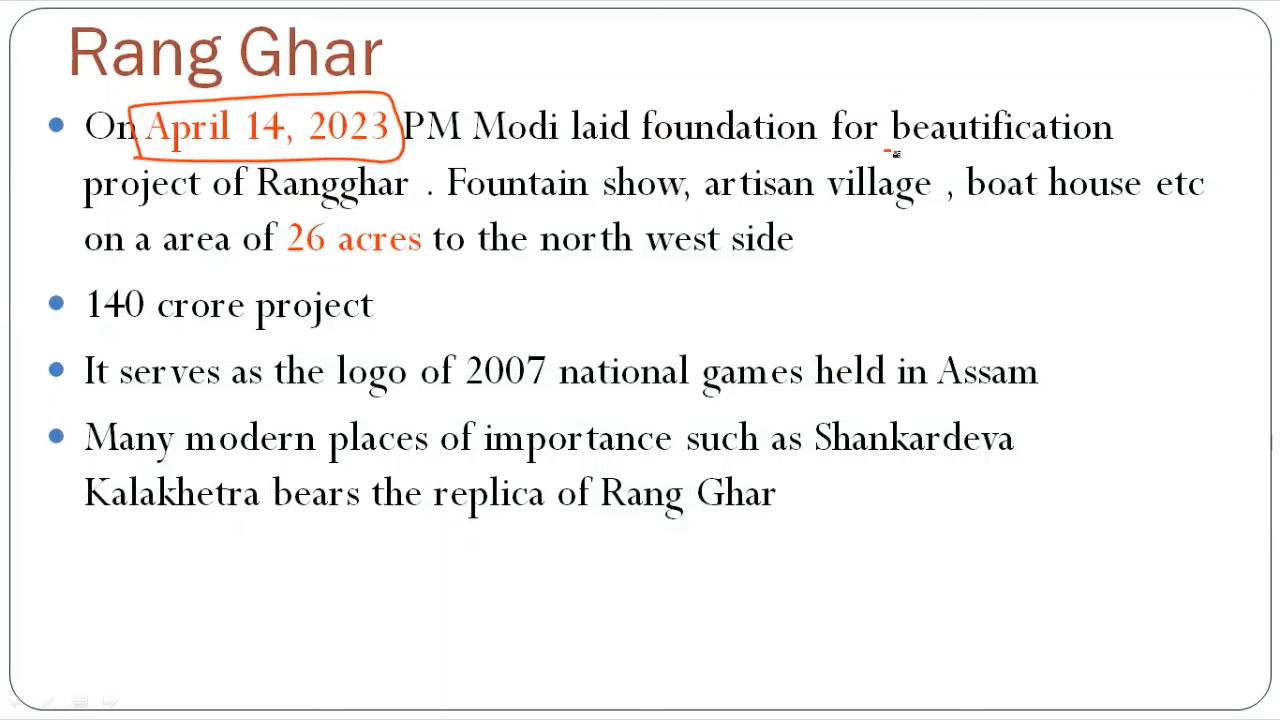 Rang Ghar
• On April 14, 2023 PM Modi laid foundation for beautification
project of Rangghar . Fountain show, artisan village , boat house etc
on a area of 26 acres to the north west side
• 140 crore project
• It serves as the logo of 2007 national games held in Assam
• Many modern places of importance such as Shankardeva
Kalakhetra bears the replica of Rang Ghar